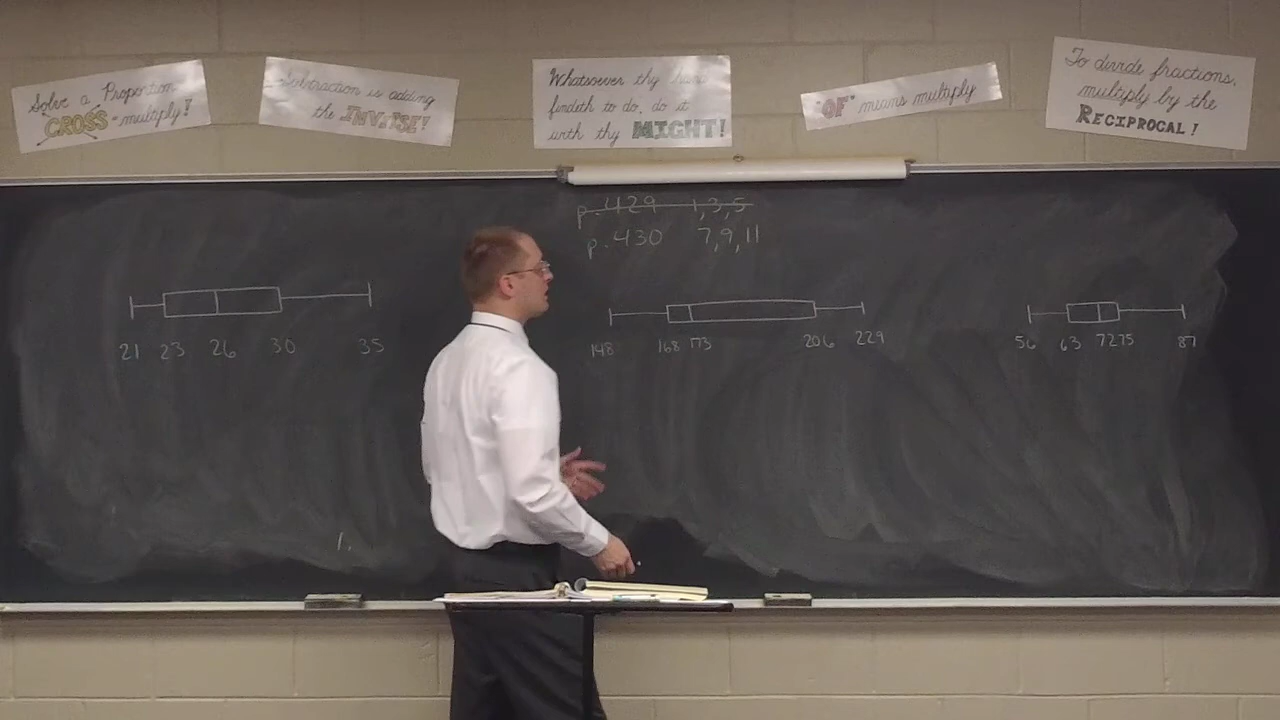 Solve a Proportion:
CROSS-multiply!
Subtraction is adding
the INVERSE!
Whatsoever thy hand
findeth to do, do it
with thy MIGHT!
"OF" means multiply
To divide fractions,
multiply by the
RECIPROCAL!
p. 429 1,3,5
p. 430 7,9,11
21 23 26 30 35
148 168 173 206 229
56 63 72 75 87
1.